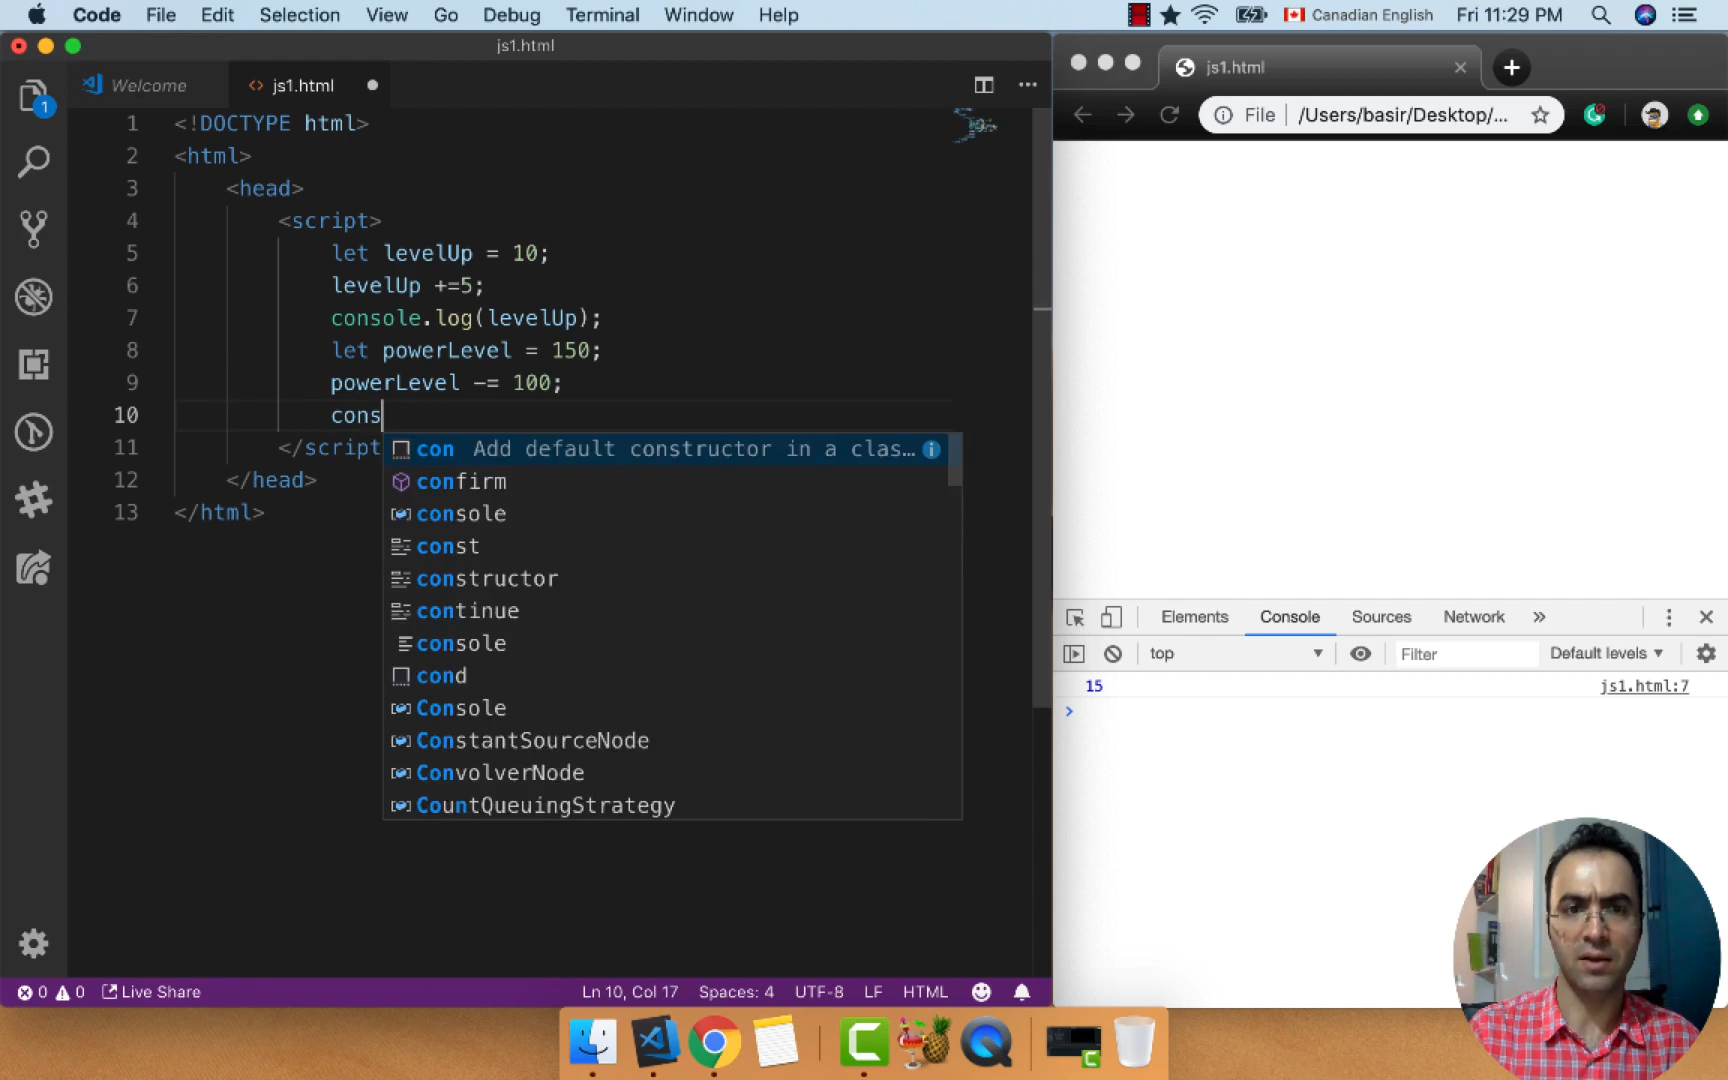 Code File Edit Selection View Go Debug Terminal Window Help
Canadian English Fri 11:29 PM
js1.html
Welcome
<> js1.html
1
1 <!DOCTYPE html>
2 <html>
3 <head>
4 <script>
5 let levelUp = 10;
6 levelUp +=5;
7 console.log(levelUp);
8 let powerLevel = 150;
9 powerLevel -= 100;
10 cons
11 </script
12 </head>
13 </html>
con Add default constructor in a clas…
confirm
console
const
constructor
continue
console
cond
Console
ConstantSourceNode
ConvolverNode
CountQueuingStrategy
0 0 Live Share Ln 10, Col 17 Spaces: 4 UTF-8 LF HTML
js1.html
File | /Users/basir/Desktop/...
Elements Console Sources Network »
top Filter Default levels
15 js1.html:7
>